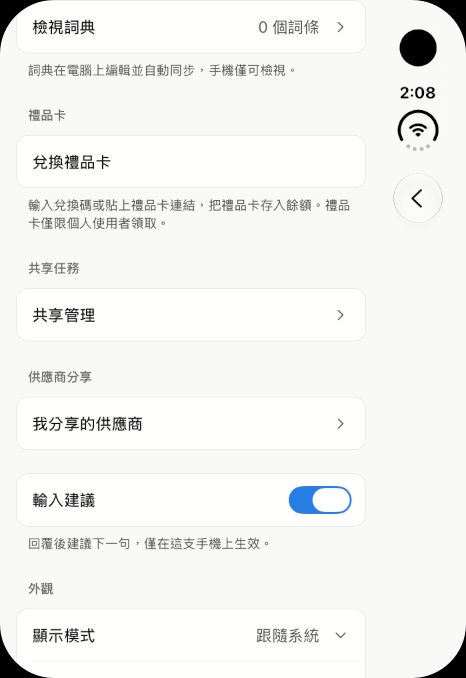 檢視詞典
0 個詞條
2:08
詞典在電腦上編輯並自動同步，手機僅可檢視。
禮品卡
兌換禮品卡
輸入兌換碼或貼上禮品卡連結，把禮品卡存入餘額。禮品
卡僅限個人使用者領取。
共享任務
共享管理
供應商分享
我分享的供應商
輸入建議
回覆後建議下一句，僅在這支手機上生效。
外觀
顯示模式
跟隨系統